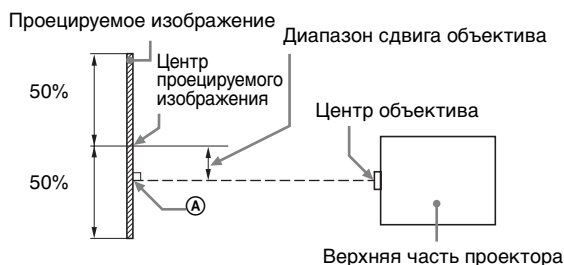 Проецируемое изображение
Диапазон сдвига объектива
Центр
проецируемого
изображения
50%
Центр объектива
50%
A
Верхняя часть проектора